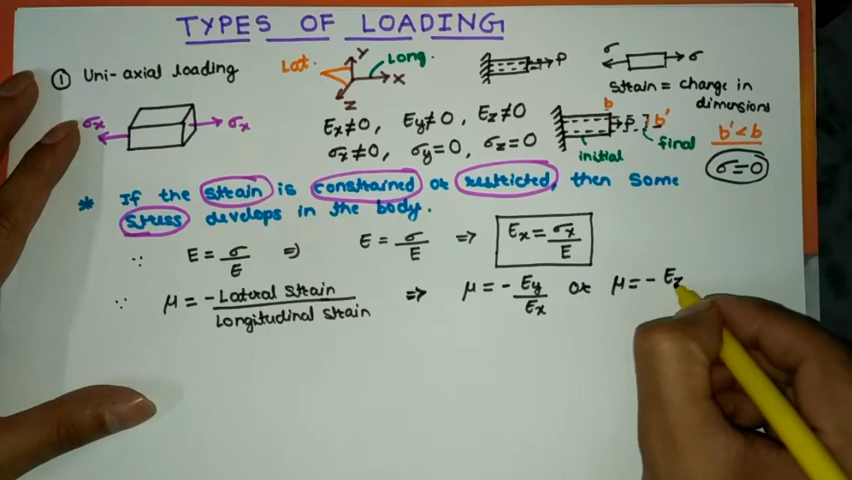 TYPES OF LOADING
① Uni-axial loading
Lat. Y Long. X Z
P
σ σ
Strain = change in dimensions
σx σx
Ex≠0, Ey≠0, Ez≠0
σx≠0, σy=0, σz=0
b P b'
initial final
b' < b
σ=0
* If the strain is constrained or restricted, then some
stress develops in the body.
∵ E = σ/E ⇒ E = σ/E ⇒ Ex = σx/E
∵ μ = -Lateral strain/Longitudinal strain ⇒ μ = - Ey/Ex or μ = - Ez